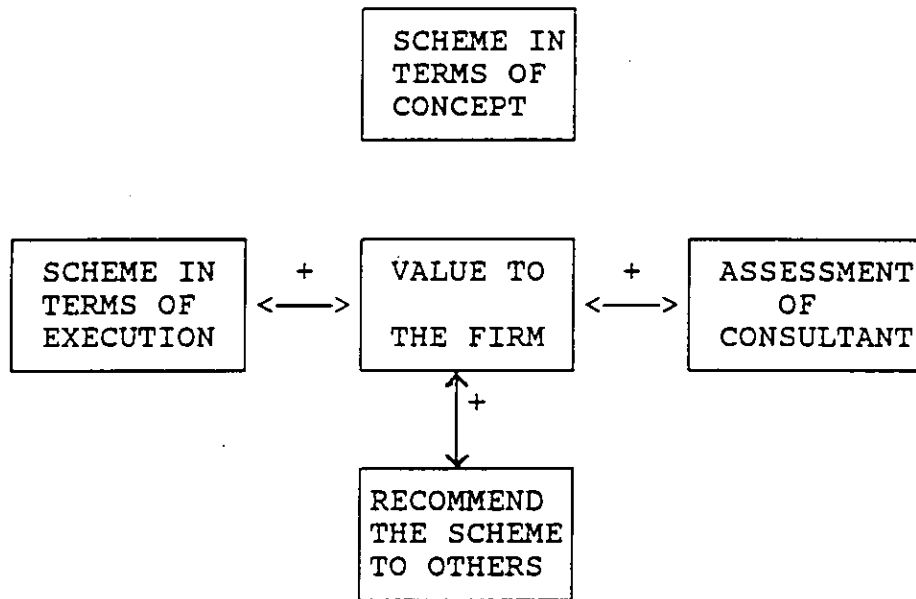 SCHEME IN
TERMS OF
CONCEPT
SCHEME IN
TERMS OF
EXECUTION
+
VALUE TO
THE FIRM
+
ASSESSMENT
OF
CONSULTANT
+
RECOMMEND
THE SCHEME
TO OTHERS